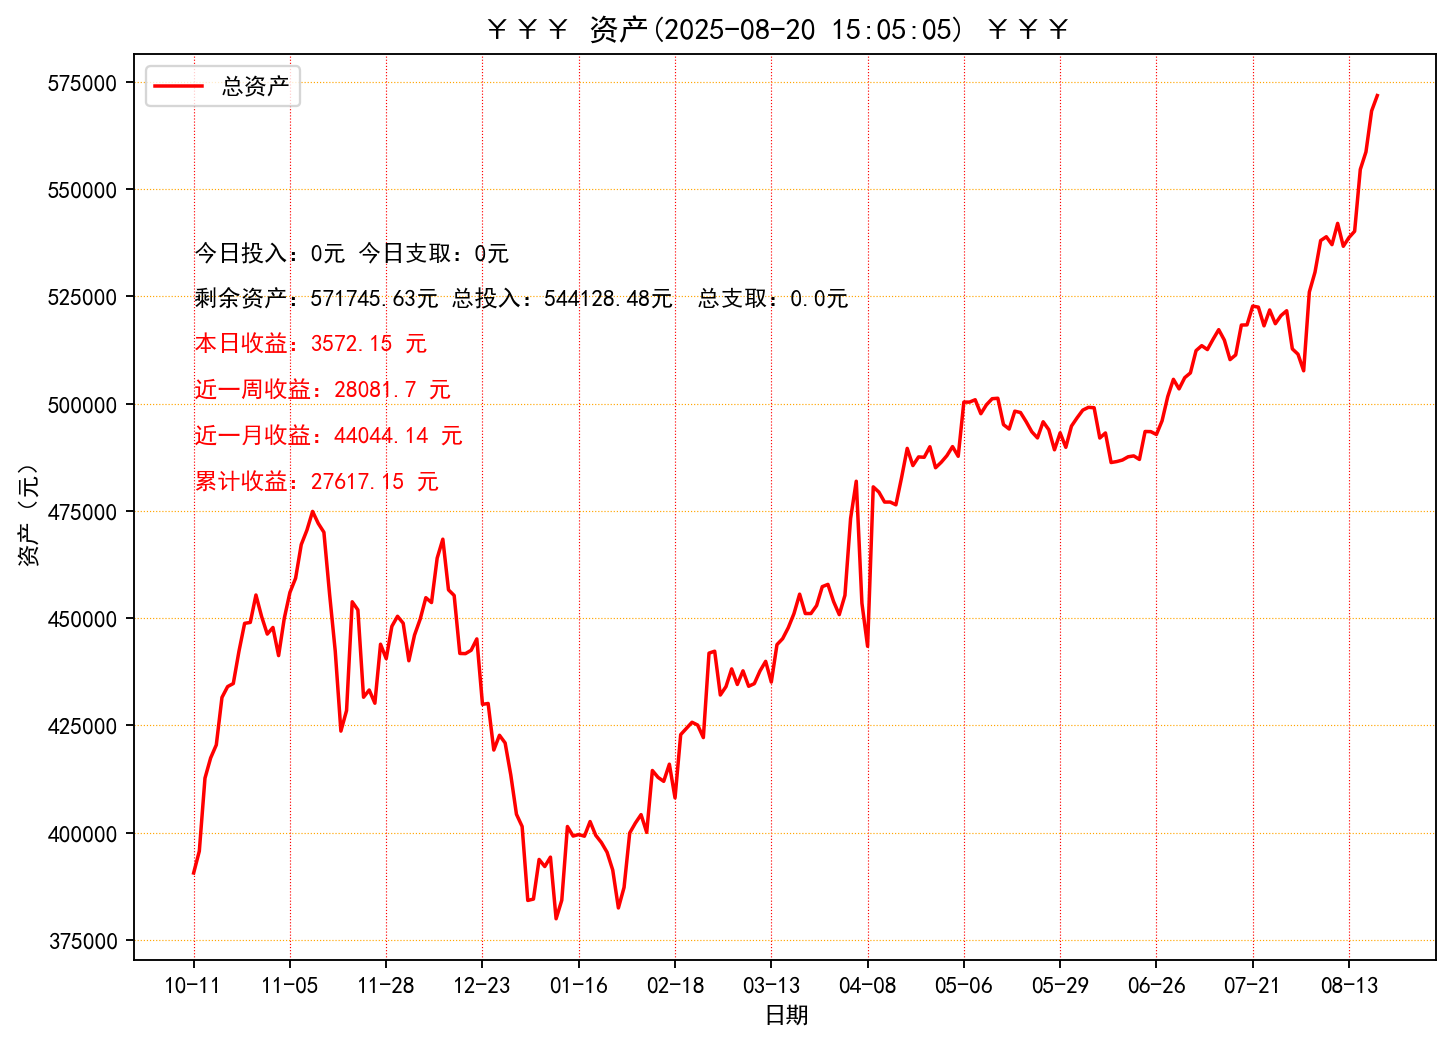 ￥￥￥ 资产(2025-08-20 15:05:05) ￥￥￥
总资产
575000
550000
525000
500000
475000
450000
425000
400000
375000
资产（元）
今日投入：0元 今日支取：0元
剩余资产：571745.63元 总投入：544128.48元 总支取：0.0元
本日收益：3572.15 元
近一周收益：28081.7 元
近一月收益：44044.14 元
累计收益：27617.15 元
10-11 11-05 11-28 12-23 01-16 02-18 03-13 04-08 05-06 05-29 06-26 07-21 08-13
日期